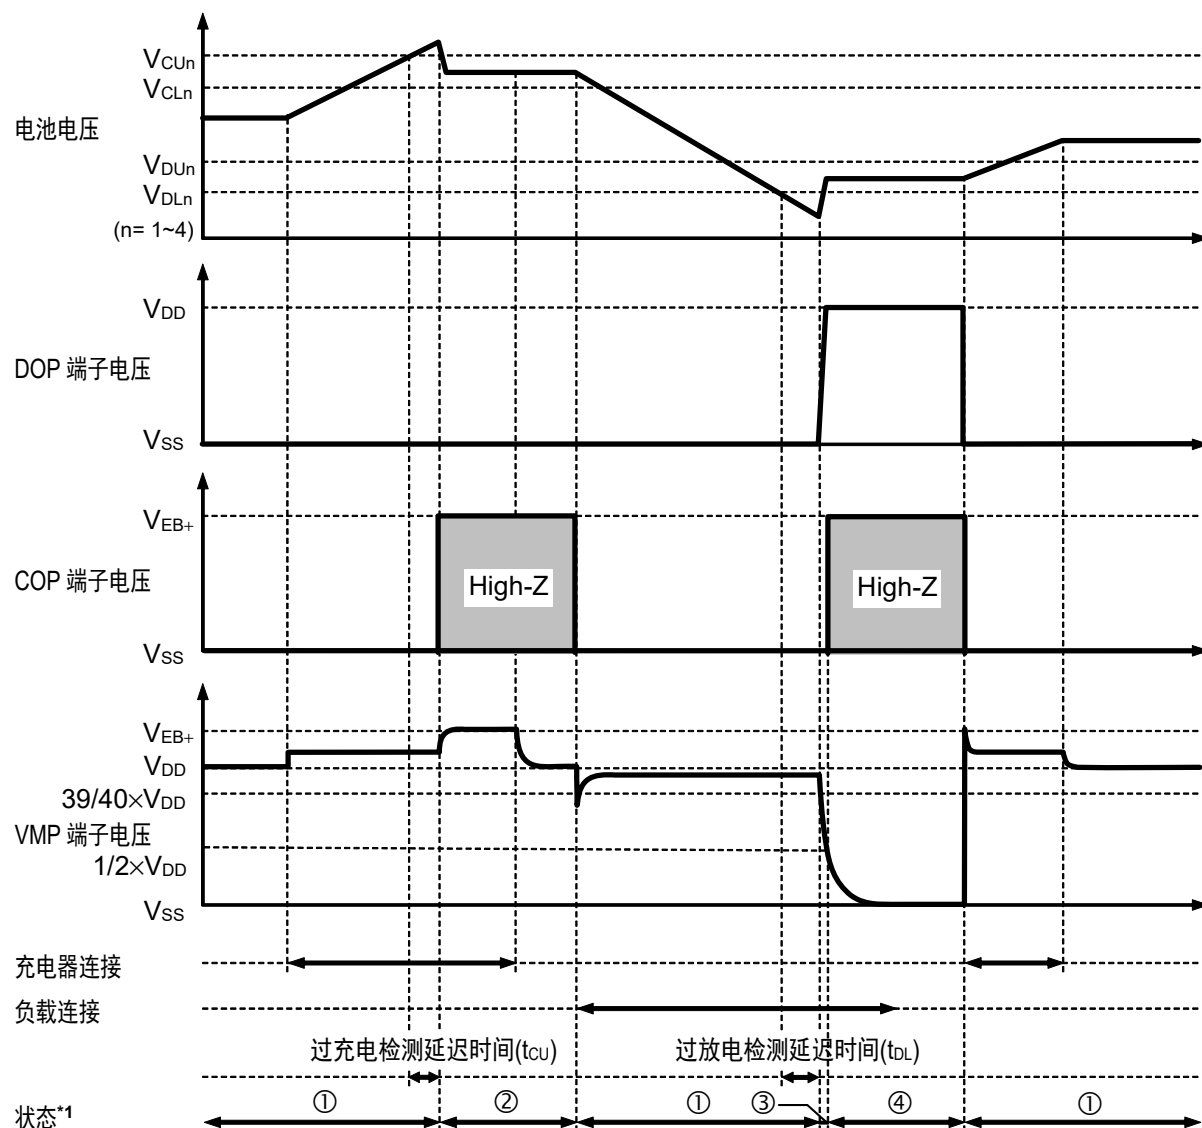 VCUn
VCLn
电池电压
VDUn
VDLn
(n= 1~4)
VDD
DOP 端子电压
VSS
VEB+
High-Z
High-Z
COP 端子电压
VSS
VEB+
VDD
39/40×VDD
VMP 端子电压
1/2×VDD
VSS
充电器连接
负载连接
过充电检测延迟时间(tCU)
过放电检测延迟时间(tDL)
① ② ① ③ ④ ①
状态*1